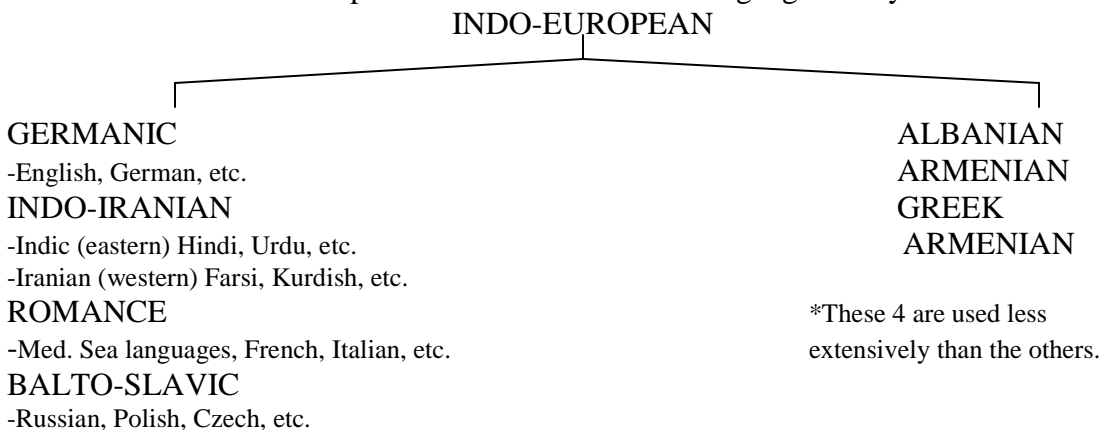 INDO-EUROPEAN
GERMANIC
-English, German, etc.
INDO-IRANIAN
-Indic (eastern) Hindi, Urdu, etc.
-Iranian (western) Farsi, Kurdish, etc.
ROMANCE
-Med. Sea languages, French, Italian, etc.
BALTO-SLAVIC
-Russian, Polish, Czech, etc.
ALBANIAN
ARMENIAN
GREEK
ARMENIAN
*These 4 are used less
extensively than the others.